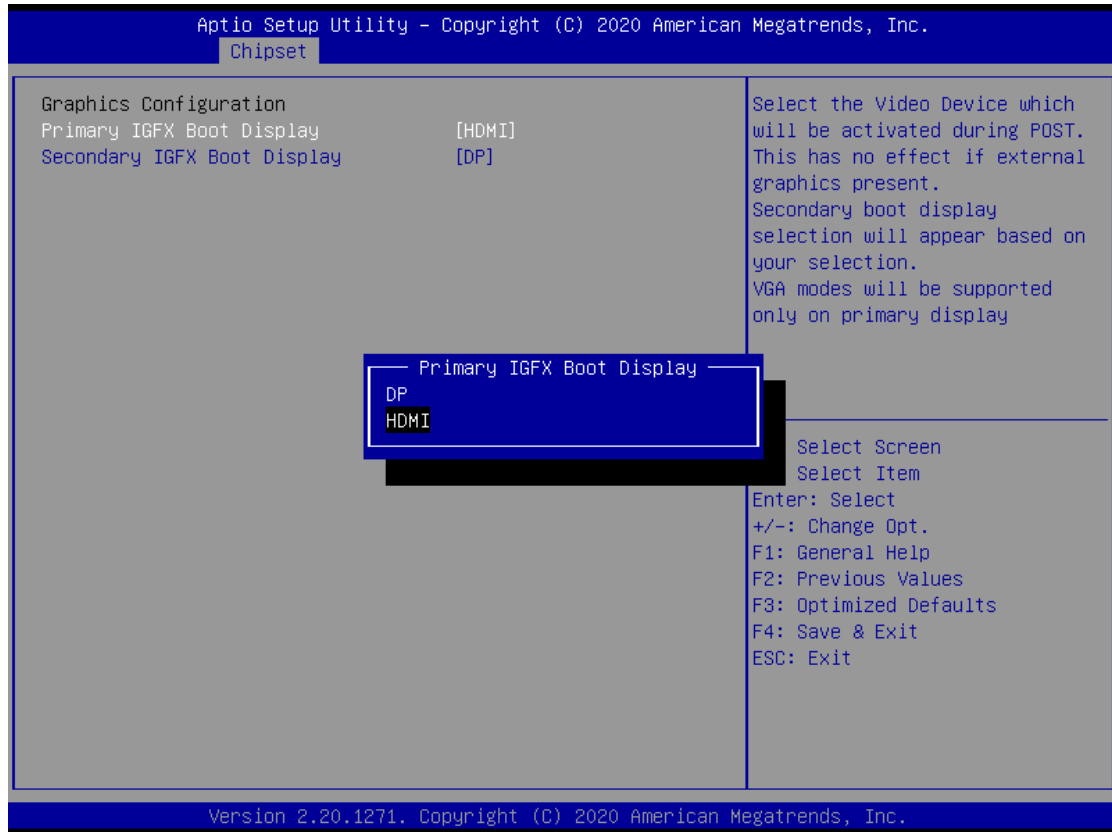 Aptio Setup Utility – Copyright (C) 2020 American Megatrends, Inc.
Chipset
Graphics Configuration
Primary IGFX Boot Display [HDMI]
Secondary IGFX Boot Display [DP]
Select the Video Device which
will be activated during POST.
This has no effect if external
graphics present.
Secondary boot display
selection will appear based on
your selection.
VGA modes will be supported
only on primary display
Primary IGFX Boot Display
DP
HDMI
Select Screen
Select Item
Enter: Select
+/-: Change Opt.
F1: General Help
F2: Previous Values
F3: Optimized Defaults
F4: Save & Exit
ESC: Exit
Version 2.20.1271. Copyright (C) 2020 American Megatrends, Inc.